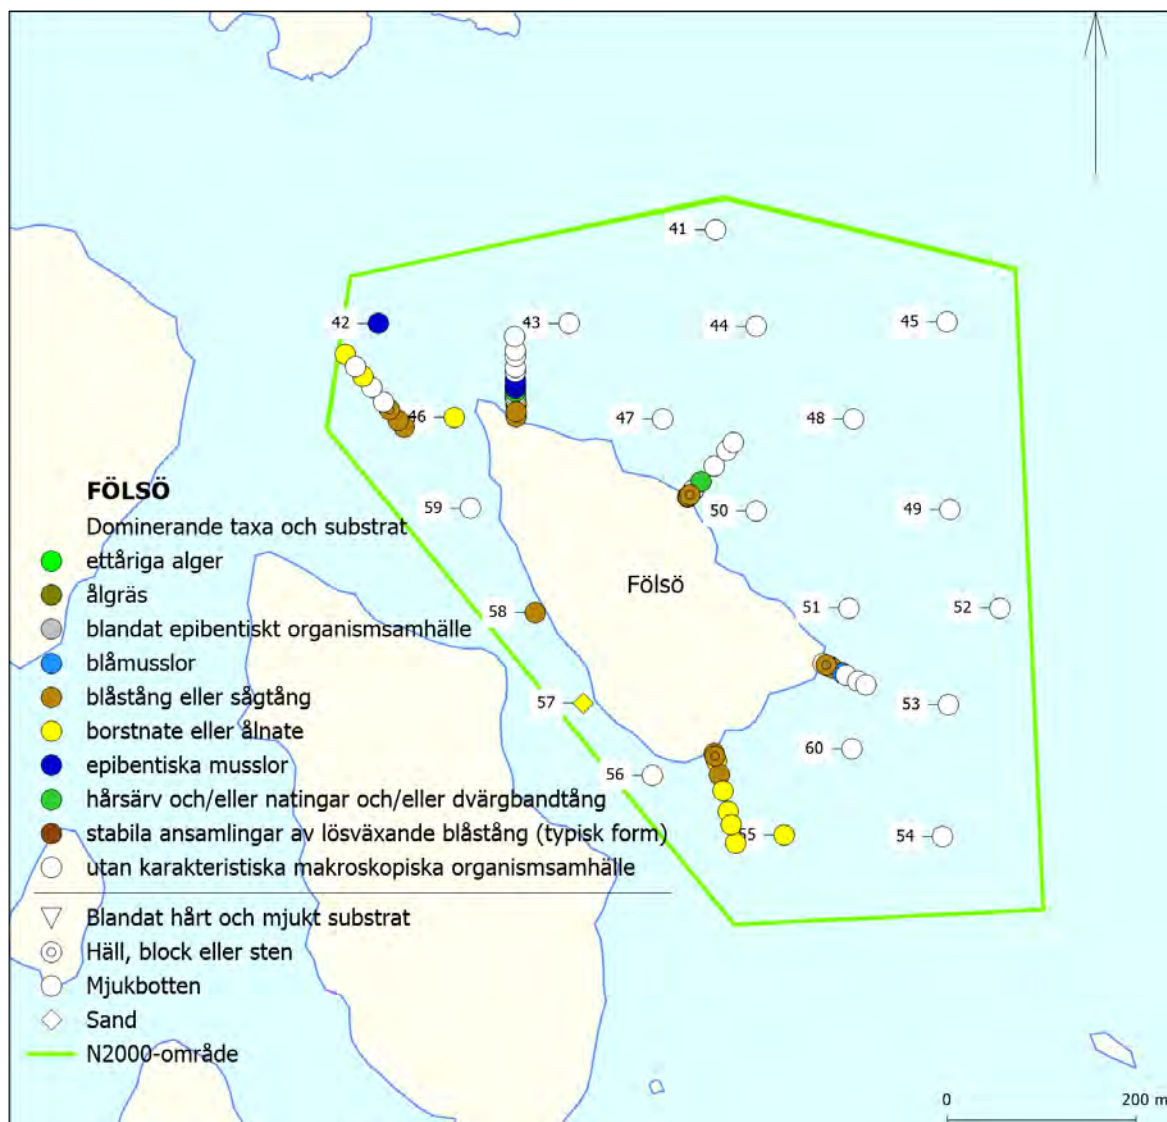 41
42
43
44
45
46
47
48
59
50
49
FÖLSÖ
Dominerande taxa och substrat
ettåriga alger
ålgräs
blandat epibentiskt organismsamhälle
blåmusslor
blåstång eller sågtång
borstnate eller ålnate
epibentiska musslor
hårsärv och/eller natingar och/eller dvärgbandtång
stabila ansamlingar av lösväxande blåstång (typisk form)
utan karakteristiska makroskopiska organismsamhälle
Blandat hårt och mjukt substrat
Häll, block eller sten
Mjukbotten
Sand
N2000-område
Fölsö
58
51
52
57
53
60
56
55
54
0 200 m